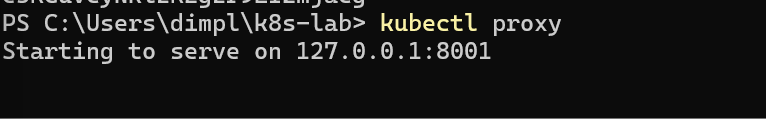 PS C:\Users\dimpl\k8s-lab> kubectl proxy
Starting to serve on 127.0.0.1:8001